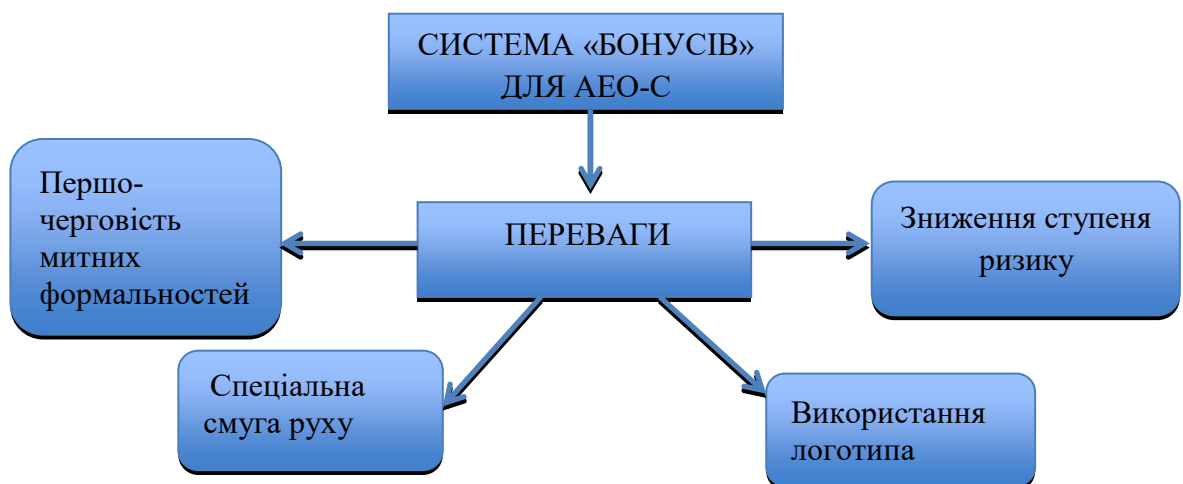 СИСТЕМА «БОНУСІВ»
ДЛЯ АЕО-С
Першо-
черговість
митних
формальностей
ПЕРЕВАГИ
Зниження ступеня
ризику
Спеціальна
смуга руху
Використання
логотипа